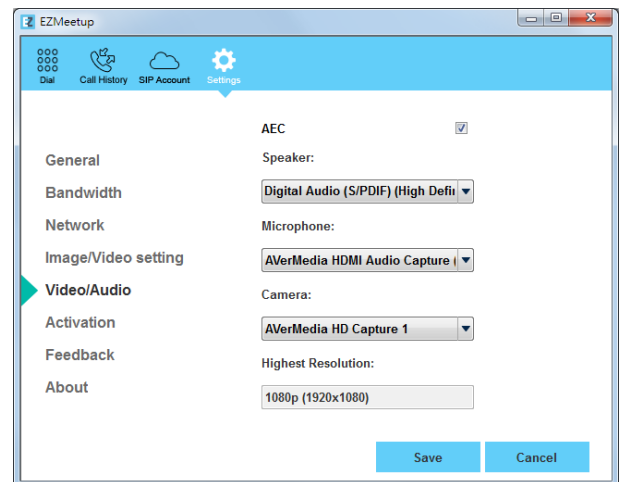 EZ EZMeetup
Dial Call History SIP Account Settings
AEC
General
Speaker:
Bandwidth
Digital Audio (S/PDIF) (High Defin
Network
Microphone:
Image/Video setting
AVerMedia HDMI Audio Capture (
Video/Audio
Camera:
Activation
AVerMedia HD Capture 1
Feedback
Highest Resolution:
About
1080p (1920x1080)
Save Cancel